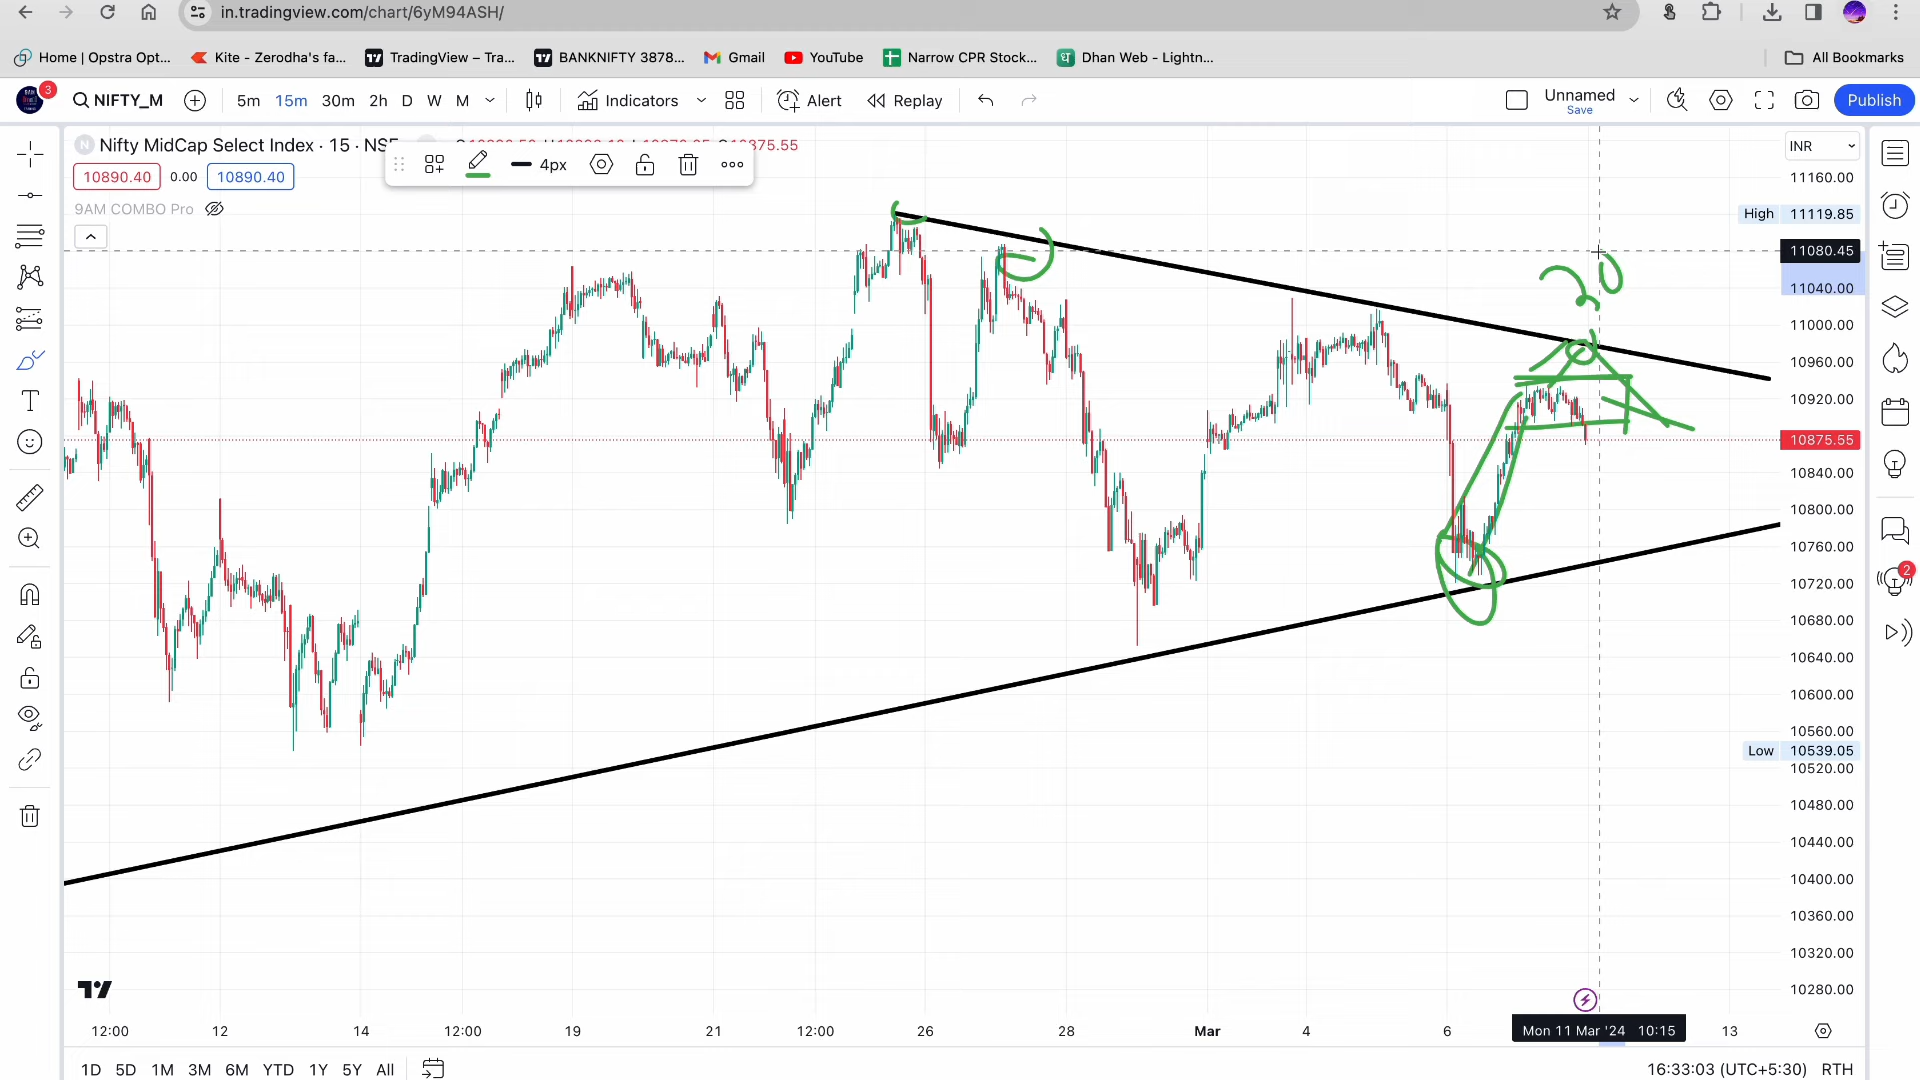 in.tradingview.com/chart/6yM94ASH/
Home | Opstra Opt... Kite - Zerodha's fa... TradingView – Tra... BANKNIFTY 3878... Gmail YouTube Narrow CPR Stock... Dhan Web - Lightn... All Bookmarks
3 NIFTY_M 5m 15m 30m 2h D W M Indicators Alert Replay Unnamed Save Publish
Nifty MidCap Select Index · 15 · NSE
10890.40 0.00 10890.40
4px
9AM COMBO Pro
INR
11160.00
High 11119.85
11080.45
11040.00
20
11000.00
10960.00
10920.00
10875.55
10840.00
10800.00
10760.00
10720.00
2
10680.00
10640.00
10600.00
10560.00
Low 10539.05
10520.00
10480.00
10440.00
10400.00
10360.00
10320.00
10280.00
12:00 12 14 12:00 19 21 12:00 26 28 Mar 4 6 Mon 11 Mar '24 10:15 13
1D 5D 1M 3M 6M YTD 1Y 5Y All 16:33:03 (UTC+5:30) RTH